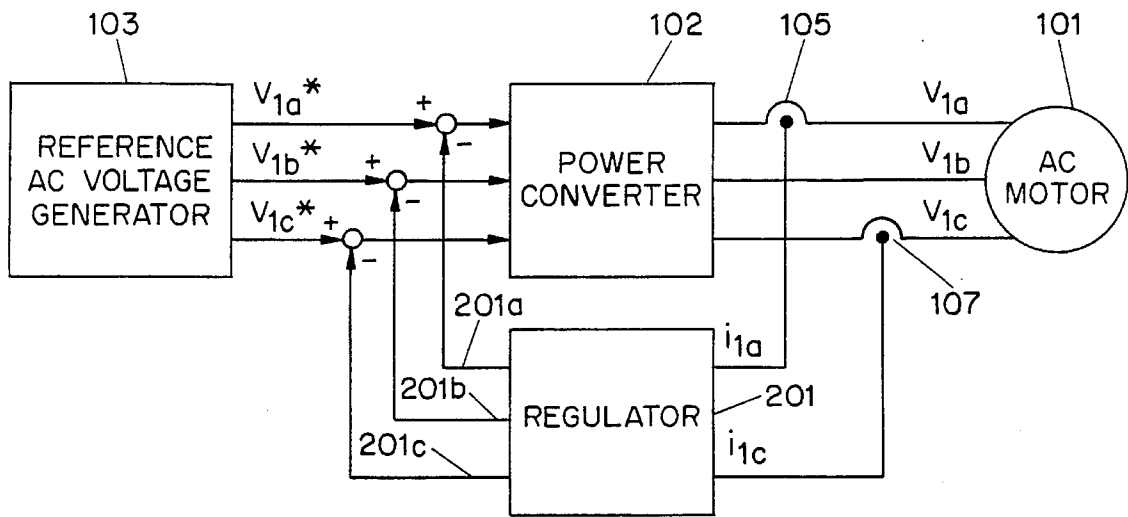 103
102
105
101
REFERENCE
AC VOLTAGE
GENERATOR
V1a*
V1b*
V1c*
+
-
+
-
+
-
POWER
CONVERTER
V1a
V1b
V1c
AC
MOTOR
107
201a
201b
201c
REGULATOR
i1a
201
i1c